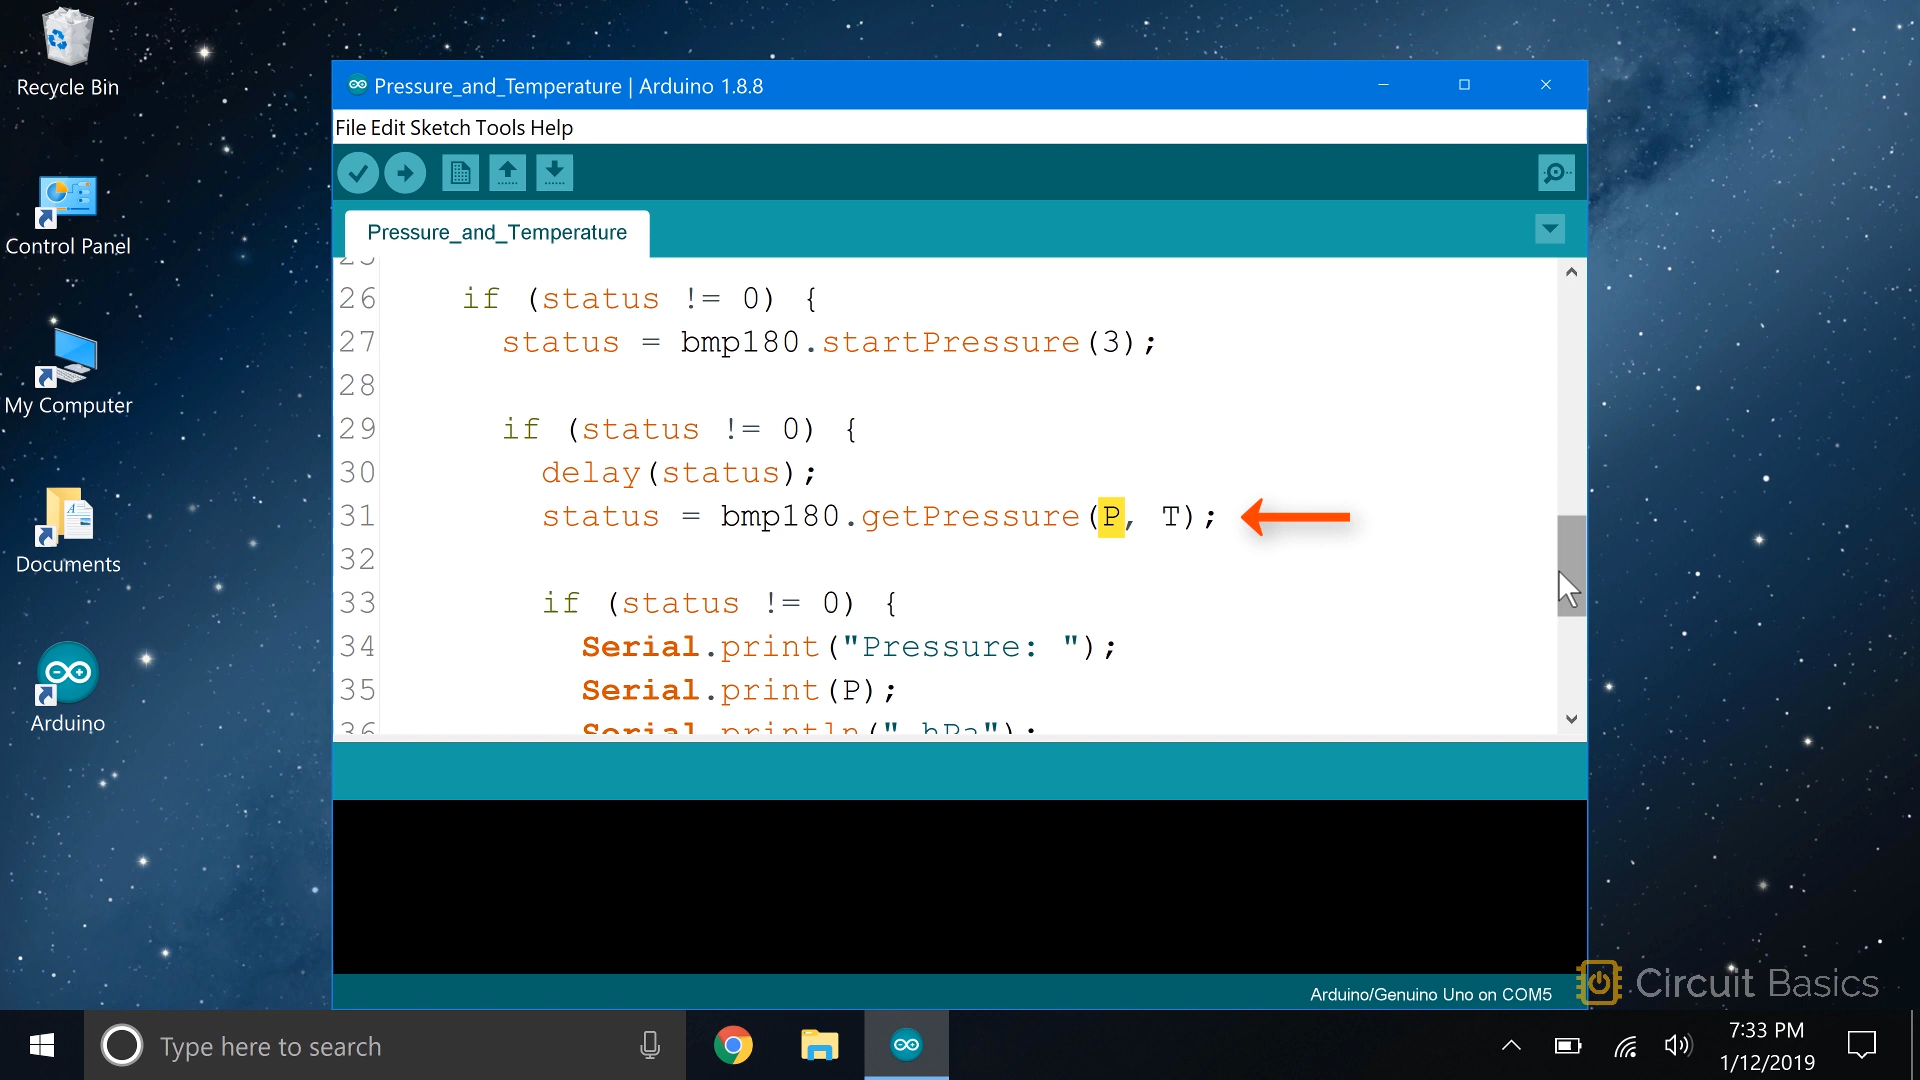 Recycle Bin
Control Panel
My Computer
Documents
Arduino
Pressure_and_Temperature | Arduino 1.8.8
File Edit Sketch Tools Help
Pressure_and_Temperature
25
26 if (status != 0) {
27 status = bmp180.startPressure(3);
28
29 if (status != 0) {
30 delay(status);
31 status = bmp180.getPressure(P, T);
32
33 if (status != 0) {
34 Serial.print("Pressure: ");
35 Serial.print(P);
36 Serial.println(" hPa");
Arduino/Genuino Uno on COM5
Circuit Basics
Type here to search
7:33 PM
1/12/2019